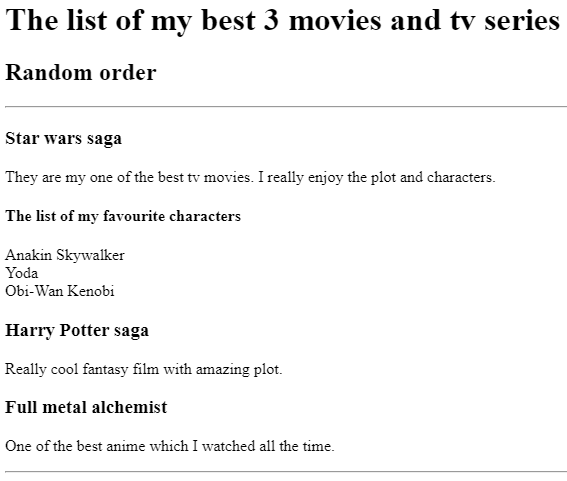 The list of my best 3 movies and tv series
Random order
Star wars saga
They are my one of the best tv movies. I really enjoy the plot and characters.
The list of my favourite characters
Anakin Skywalker
Yoda
Obi-Wan Kenobi
Harry Potter saga
Really cool fantasy film with amazing plot.
Full metal alchemist
One of the best anime which I watched all the time.